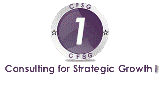 CFSG
1
CFSG
Consulting for Strategic Growth